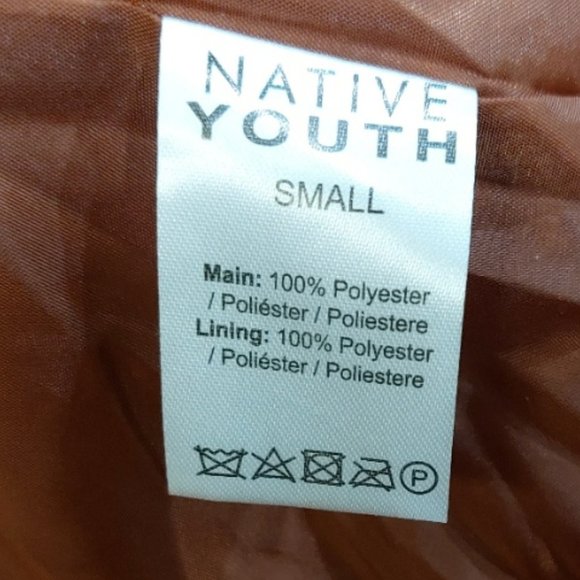 NATIVE
YOUTH
SMALL
Main: 100% Polyester
/ Poliéster / Poliestere
Lining: 100% Polyester
/ Poliéster / Poliestere
P